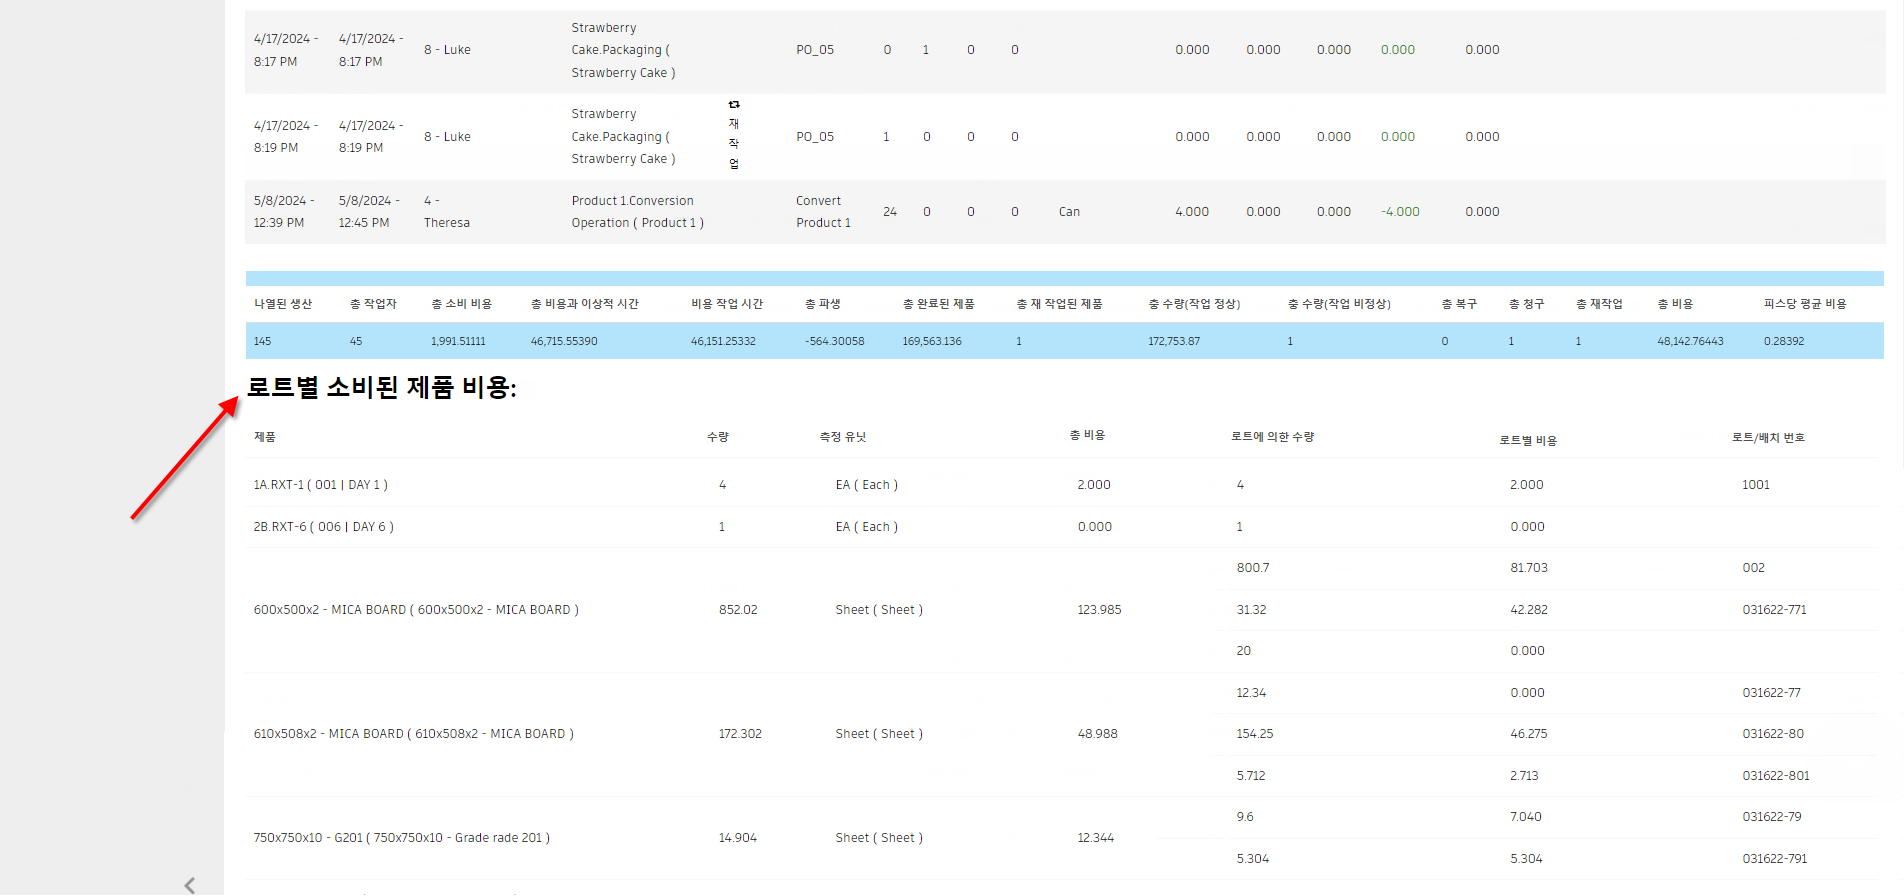 4/17/2024 - 8:17 PM 4/17/2024 - 8:17 PM 8 - Luke Strawberry Cake.Packaging ( Strawberry Cake ) PO_05 0 1 0 0 0.000 0.000 0.000 0.000 0.000
4/17/2024 - 8:19 PM 4/17/2024 - 8:19 PM 8 - Luke Strawberry Cake.Packaging ( Strawberry Cake ) 재작업 PO_05 1 0 0 0 0.000 0.000 0.000 0.000 0.000
5/8/2024 - 12:39 PM 5/8/2024 - 12:45 PM 4 - Theresa Product 1.Conversion Operation ( Product 1 ) Convert Product 1 24 0 0 0 Can 4.000 0.000 0.000 -4.000 0.000
나열된 생산 총 작업자 총 소비 비용 총 비용과 이상적 시간 비용 작업 시간 총 파생 총 완료된 제품 총 재 작업된 제품 총 수량(작업 정상) 총 수량(작업 비정상) 총 복구 총 청구 총 재작업 총 비용 피스당 평균 비용
145 45 1,991.51111 46,715.55390 46,151.25332 -564.30058 169,563.136 1 172,753.87 1 0 1 1 48,142.76443 0.28392
로트별 소비된 제품 비용:
제품 수량 측정 유닛 총 비용 로트에 의한 수량 로트별 비용 로트/배치 번호
1A.RXT-1 ( 001 | DAY 1 ) 4 EA ( Each ) 2.000 4 2.000 1001
2B.RXT-6 ( 006 | DAY 6 ) 1 EA ( Each ) 0.000 1 0.000
800.7 81.703 002
600x500x2 - MICA BOARD ( 600x500x2 - MICA BOARD ) 852.02 Sheet ( Sheet ) 123.985 31.32 42.282 031622-771
20 0.000
12.34 0.000 031622-77
610x508x2 - MICA BOARD ( 610x508x2 - MICA BOARD ) 172.302 Sheet ( Sheet ) 48.988 154.25 46.275 031622-80
5.712 2.713 031622-801
9.6 7.040 031622-79
750x750x10 - G201 ( 750x750x10 - Grade rade 201 ) 14.904 Sheet ( Sheet ) 12.344
5.304 5.304 031622-791